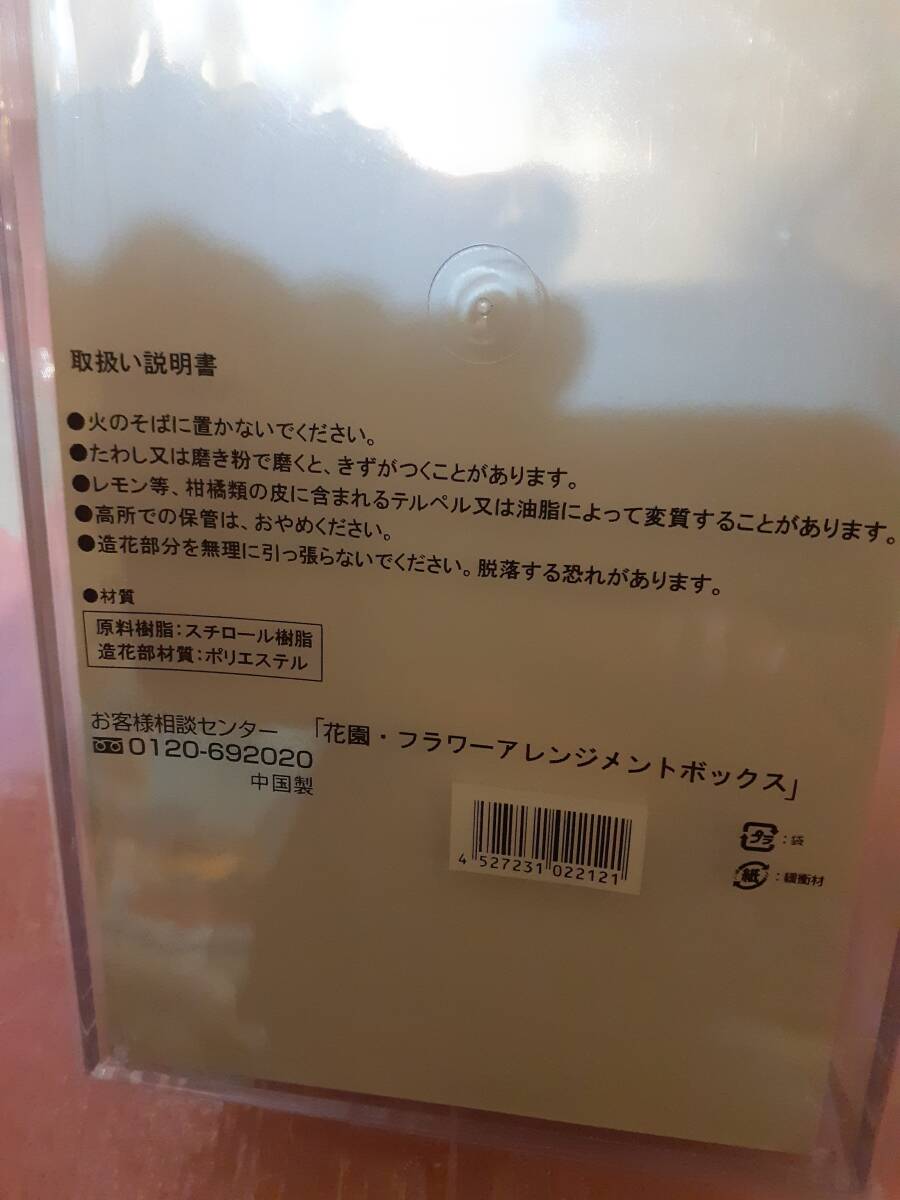 取扱い説明書
●火のそばに置かないでください。
●たわし又は磨き粉で磨くと、きずがつくことがあります。
●レモン等、柑橘類の皮に含まれるテルペル又は油脂によって変質することがあります。
●高所での保管は、おやめください。
●造花部分を無理に引っ張らないでください。脱落する恐れがあります。
●材質
原料樹脂:スチロール樹脂
造花部材質:ポリエステル
お客様相談センター
0120-692020
中国製
「花園・フラワーアレンジメントボックス」
4 527231 022121
プラ:袋
紙:緩衝材